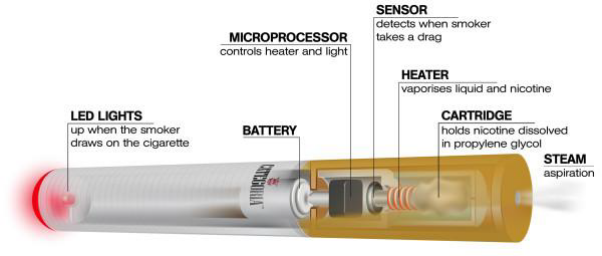 SENSOR
detects when smoker
takes a drag
MICROPROCESSOR
controls heater and light
HEATER
vaporises liquid and nicotine
LED LIGHTS
up when the smoker
draws on the cigarette
BATTERY
CARTRIDGE
holds nicotine dissolved
in propylene glycol
STEAM
aspiration